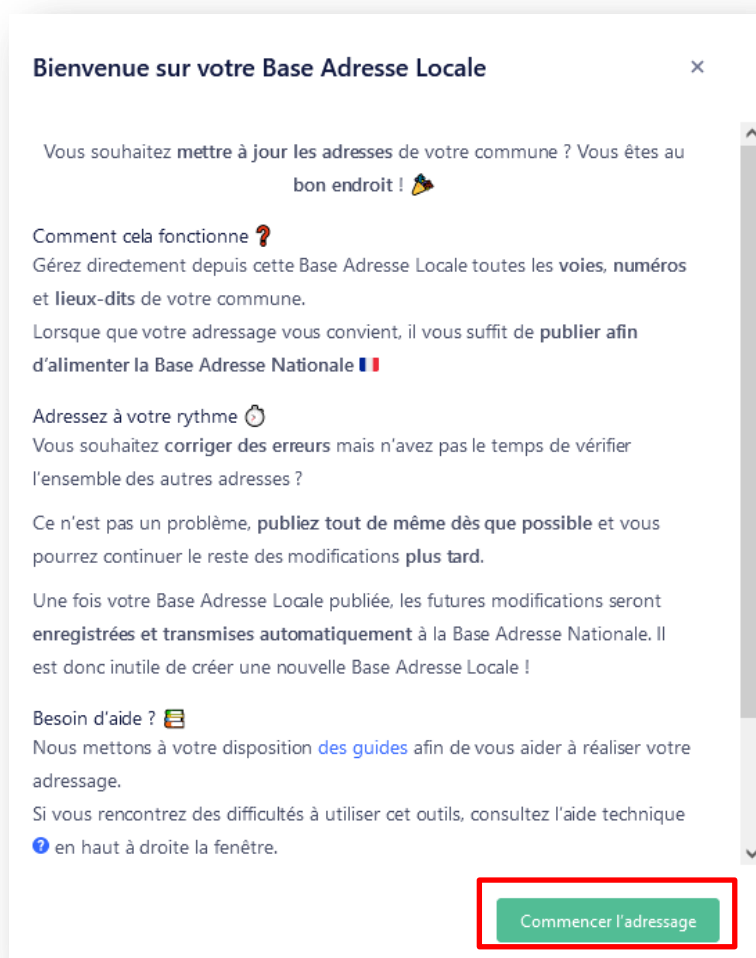 Bienvenue sur votre Base Adresse Locale
Vous souhaitez mettre à jour les adresses de votre commune ? Vous êtes au
bon endroit !
Comment cela fonctionne
Gérez directement depuis cette Base Adresse Locale toutes les voies, numéros
et lieux-dits de votre commune.
Lorsque que votre adressage vous convient, il vous suffit de publier afin
d'alimenter la Base Adresse Nationale
Adressez à votre rythme
Vous souhaitez corriger des erreurs mais n'avez pas le temps de vérifier
l'ensemble des autres adresses ?
Ce n'est pas un problème, publiez tout de même dès que possible et vous
pourrez continuer le reste des modifications plus tard.
Une fois votre Base Adresse Locale publiée, les futures modifications seront
enregistrées et transmises automatiquement à la Base Adresse Nationale. Il
est donc inutile de créer une nouvelle Base Adresse Locale !
Besoin d'aide ?
Nous mettons à votre disposition des guides afin de vous aider à réaliser votre
adressage.
Si vous rencontrez des difficultés à utiliser cet outils, consultez l'aide technique
en haut à droite la fenêtre.
Commencer l'adressage